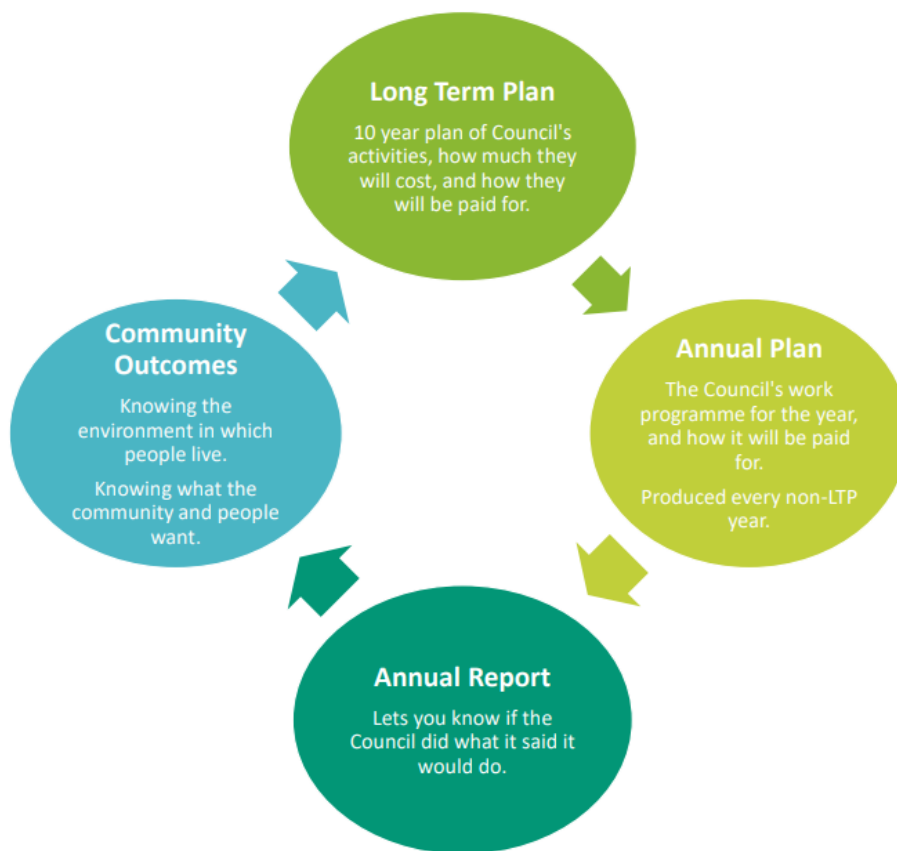 Long Term Plan
10 year plan of Council's
activities, how much they
will cost, and how they
will be paid for.
Annual Plan
The Council's work
programme for the year,
and how it will be paid
for.
Produced every non-LTP
year.
Annual Report
Lets you know if the
Council did what it said it
would do.
Community
Outcomes
Knowing the
environment in which
people live.
Knowing what the
community and people
want.